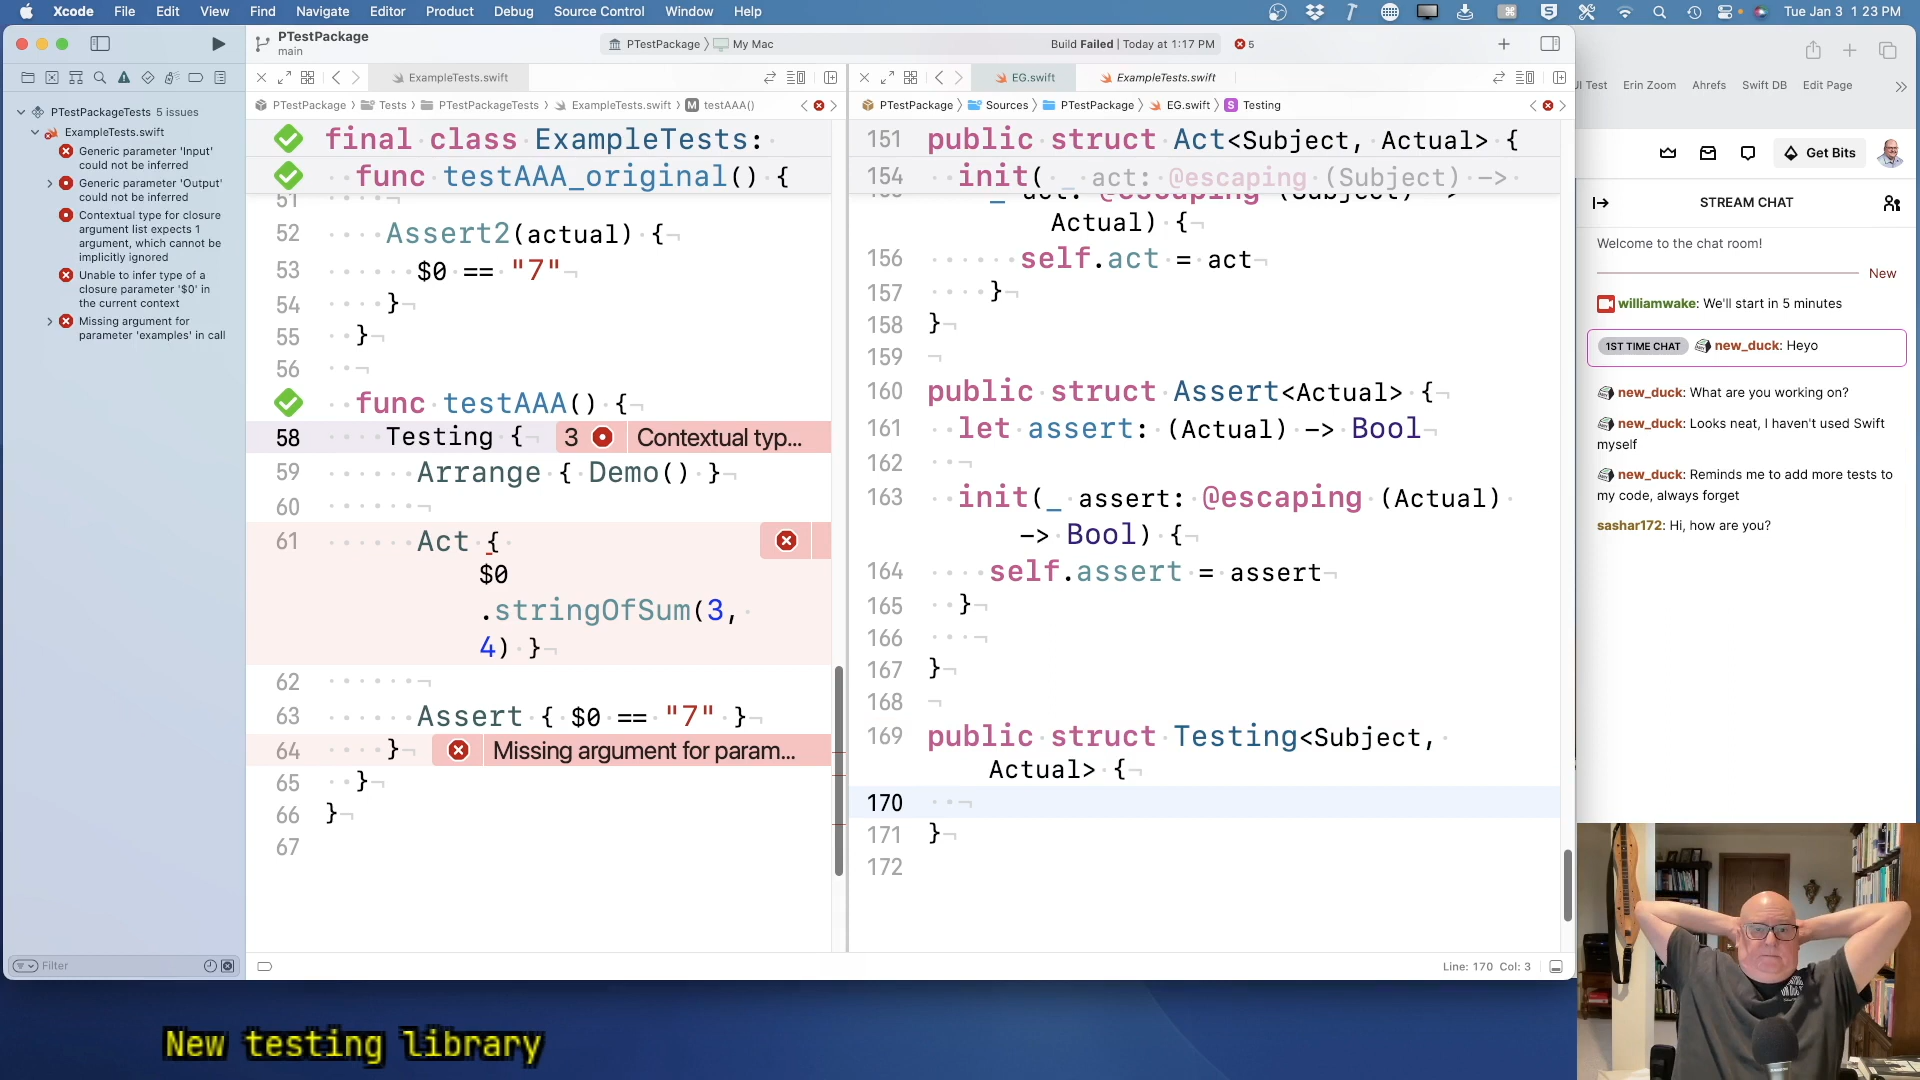 Xcode File Edit View Find Navigate Editor Product Debug Source Control Window Help
Tue Jan 3 1:23 PM
PTestPackage
main
PTestPackage
My Mac
Build Failed | Today at 1:17 PM
5
ExampleTests.swift
EG.swift
ExampleTests.swift
PTestPackage Tests PTestPackageTests ExampleTests.swift M testAAA()
PTestPackage Sources PTestPackage EG.swift S Testing
PTestPackageTests 5 issues
ExampleTests.swift
Generic parameter 'Input'
could not be inferred
Generic parameter 'Output'
could not be inferred
Contextual type for closure
argument list expects 1
argument, which cannot be
implicitly ignored
Unable to infer type of a
closure parameter '$0' in
the current context
Missing argument for
parameter 'examples' in call
Filter
final class ExampleTests:
func testAAA_original() {
51
52 Assert2(actual) {
53 $0 == "7"
54 }
55 }
56
func testAAA() {
58 Testing { 3 Contextual typ...
59 Arrange { Demo() }
60
61 Act {
$0
.stringOfSum(3,
4) }
62
63 Assert { $0 == "7" }
64 } Missing argument for param...
65 }
66 }
67
151 public struct Act<Subject, Actual> {
154 init( _ act: @escaping (Subject) ->
_ act: @escaping (Subject) ->
Actual) {
156 self.act = act
157 }
158 }
159
160 public struct Assert<Actual> {
161 let assert: (Actual) -> Bool
162
163 init(_ assert: @escaping (Actual)
-> Bool) {
164 self.assert = assert
165 }
166
167 }
168
169 public struct Testing<Subject,
Actual> {
170
171 }
172
Line: 170 Col: 3
UI Test Erin Zoom Ahrefs Swift DB Edit Page
Get Bits
STREAM CHAT
Welcome to the chat room!
New
williamwake: We'll start in 5 minutes
1ST TIME CHAT new_duck: Heyo
new_duck: What are you working on?
new_duck: Looks neat, I haven't used Swift
myself
new_duck: Reminds me to add more tests to
my code, always forget
sashar172: Hi, how are you?
New testing library